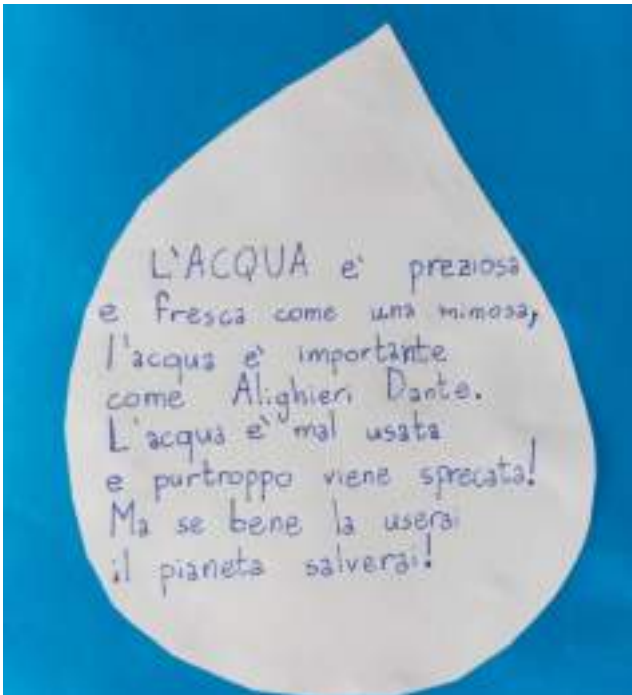 L'ACQUA e' preziosa
e fresca come una mimosa,
l'acqua e' importante
come Alighieri Dante.
L'acqua e' mal usata
e purtroppo viene sprecata!
Ma se bene la userai
il pianeta salverai!